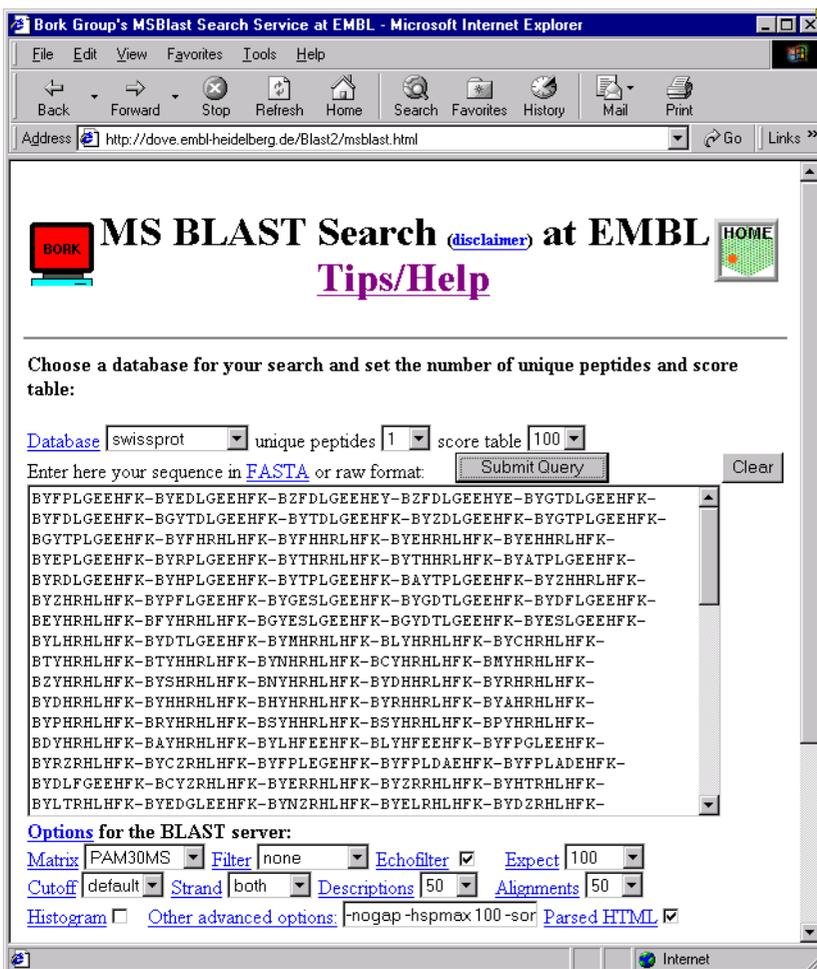 Bork Group's MSBlast Search Service at EMBL - Microsoft Internet Explorer
File Edit View Favorites Tools Help
Back Forward Stop Refresh Home Search Favorites History Mail Print
Address http://dove.embl-heidelberg.de/Blast2/msblast.html Go Links »
BORK MS BLAST Search (disclaimer) at EMBL HOME
Tips/Help
Choose a database for your search and set the number of unique peptides and score
table:
Database swissprot unique peptides 1 score table 100
Enter here your sequence in FASTA or raw format: Submit Query Clear
BYFPLGEEHFK-BYEDLGEEHFK-BZFDLGEEHEY-BZFDLGEEHYE-BYGTDLGEEHFK-
BYFDLGEEHFK-BGYTDLGEEHFK-BYTDLGEEHFK-BYZDLGEEHFK-BYGTPLGEEHFK-
BGYTPLGEEHFK-BYFHRHLHFK-BYFHHRLHFK-BYEHRHLHFK-BYEHHRLHFK-
BYEPLGEEHFK-BYRPLGEEHFK-BYTHRHLHFK-BYTHHRLHFK-BYATPLGEEHFK-
BYRDLGEEHFK-BYHPLGEEHFK-BYTPLGEEHFK-BAYTPLGEEHFK-BYZHHRLHFK-
BYZHRHLHFK-BYPFLGEEHFK-BYGESLGEEHFK-BYGDTLGEEHFK-BYDFLGEEHFK-
BEYHRHLHFK-BFYHRHLHFK-BGYESLGEEHFK-BGYDTLGEEHFK-BYESLGEEHFK-
BYLHRHLHFK-BYDTLGEEHFK-BYMHRHLHFK-BLYHRHLHFK-BYCHRHLHFK-
BTYHRHLHFK-BTYHHRLHFK-BYNHRHLHFK-BCYHRHLHFK-BMYHRHLHFK-
BZYHRHLHFK-BYSHRHLHFK-BNYHRHLHFK-BYDHHRLHFK-BYRHRHLHFK-
BYDHRHLHFK-BYHHRLHFK-BHYHRHLHFK-BYRHHRLHFK-BYAHRHLHFK-
BYPHRHLHFK-BRYHRHLHFK-BSYHHRLHFK-BSYHRHLHFK-BPYHRHLHFK-
BDYHRHLHFK-BAYHRHLHFK-BYLHFEEHFK-BLYHFEEHFK-BYFPGLEEHFK-
BYRZRHLHFK-BYCZRHLHFK-BYFPLEGEHFK-BYFPLDAEHFK-BYFPLADEHFK-
BYDLFGEEHFK-BCYZRHLHFK-BYERRHLHFK-BYZRRHLHFK-BYHTRHLHFK-
BYLTRHLHFK-BYEDGLEEHFK-BYNZRHLHFK-BYELRHLHFK-BYDZRHLHFK-
Options for the BLAST server:
Matrix PAM30MS Filter none Echofilter Expect 100
Cutoff default Strand both Descriptions 50 Alignments 50
Histogram Other advanced options: -nogap -hspmax 100 -sor Parsed HTML
Internet